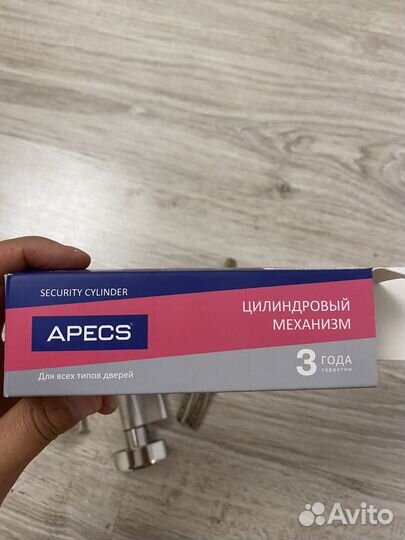 SECURITY CYLINDER
APECS®
Для всех типов дверей
ЦИЛИНДРОВЫЙ
МЕХАНИЗМ
3 ГОДА
гарантии
Avito